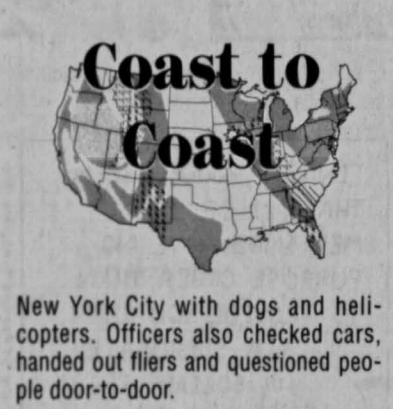 Coast to
Coast
New York City with dogs and heli-
copters. Officers also checked cars,
handed out fliers and questioned peo-
ple door-to-door.